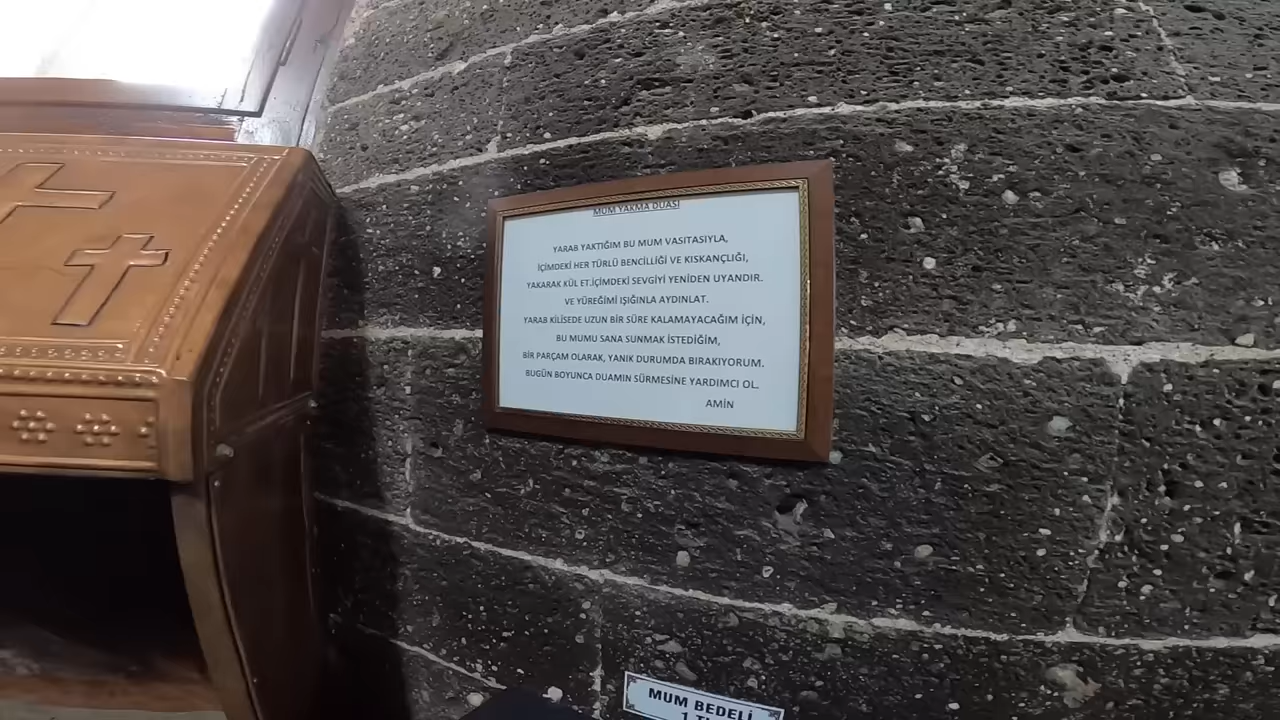 MUM YAKMA DUASI
YARAB YAKTIĞIM BU MUM VASITASIYLA,
İÇİMDEKİ HER TÜRLÜ BENCİLLİĞİ VE KISKANÇLIĞI,
YAKARAK KÜL ET.İÇİMDEKİ SEVGİYİ YENİDEN UYANDIR.
VE YÜREĞİMİ IŞIĞINLA AYDINLAT.
YARAB KİLİSEDE UZUN BİR SÜRE KALAMAYACAĞIM İÇİN,
BU MUMU SANA SUNMAK İSTEDİĞİM,
BİR PARÇAM OLARAK, YANIK DURUMDA BIRAKIYORUM.
BUGÜN BOYUNCA DUAMIN SÜRMESİNE YARDIMCI OL.
AMİN
MUM BEDELİ
1